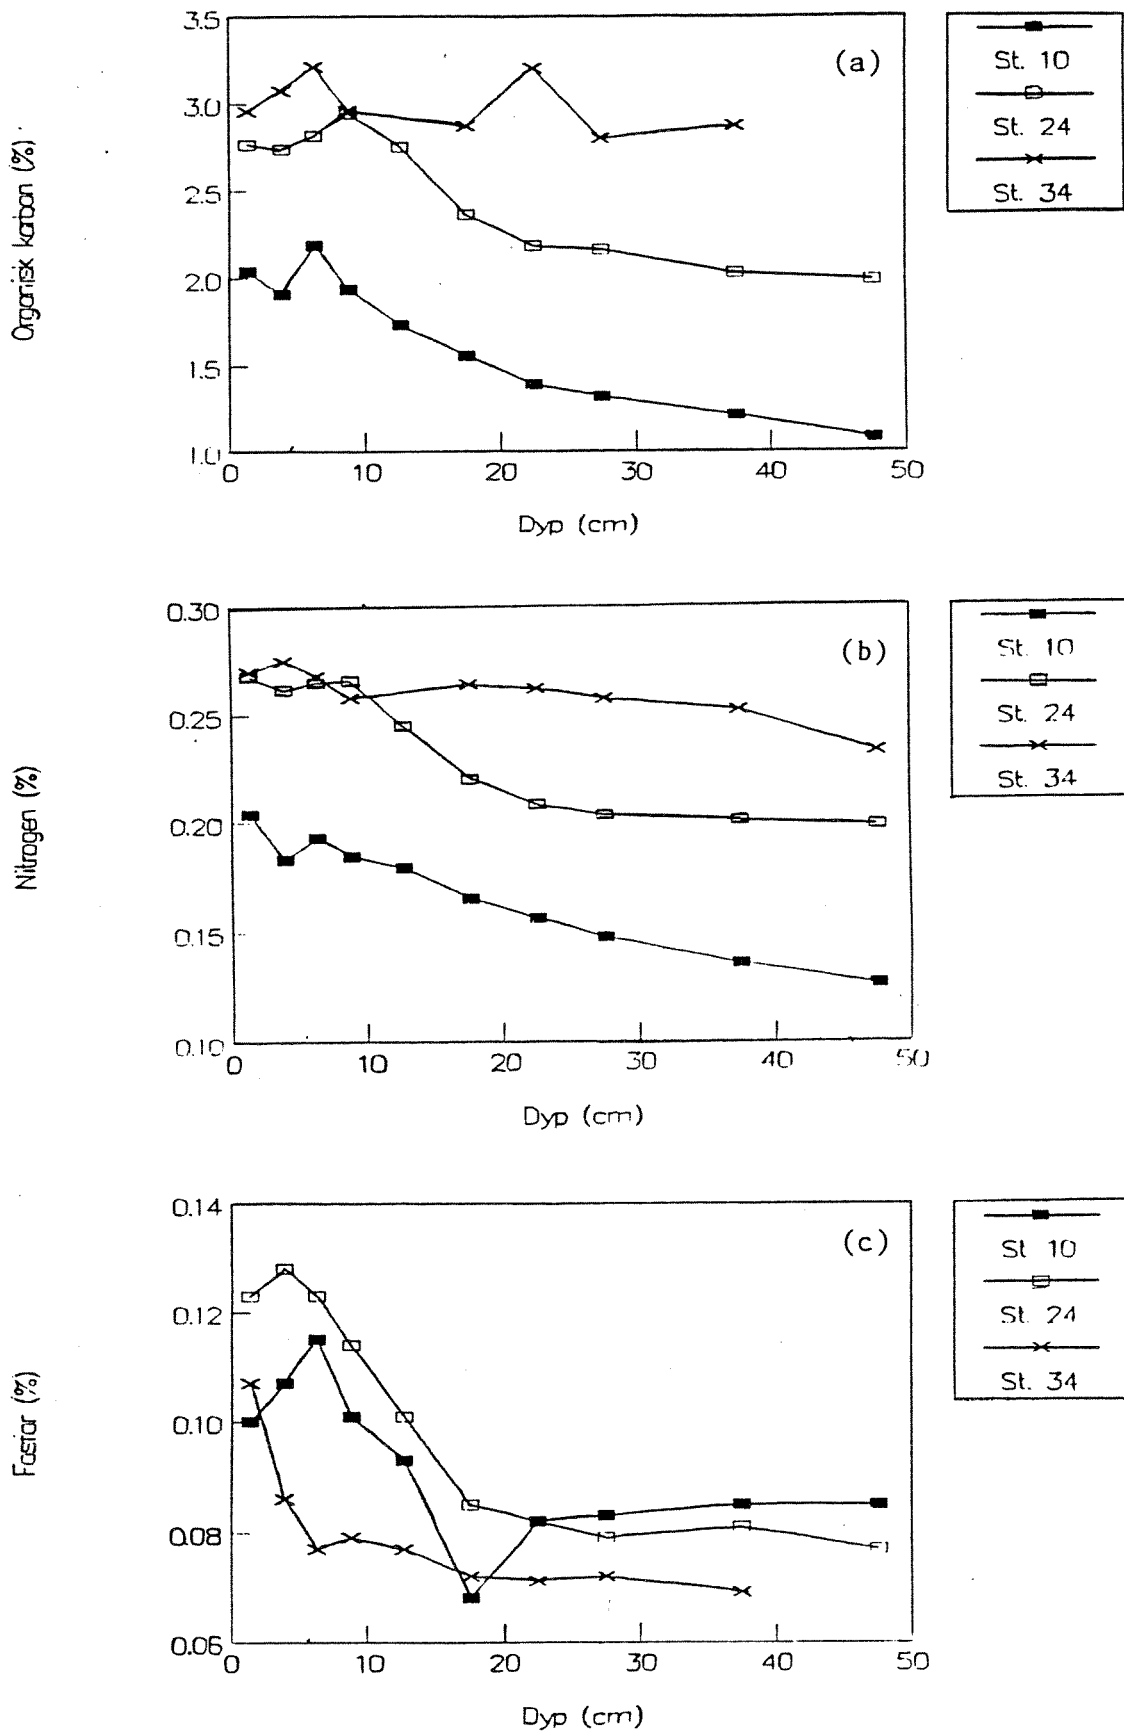 3.5
3.0
2.5
2.0
1.5
1.0
0 10 20 30 40 50
Organisk karbon (%)
Dyp (cm)
(a)
St. 10
St. 24
St. 34
0.30
0.25
0.20
0.15
0.10
0 10 20 30 40 50
Nitrogen (%)
Dyp (cm)
(b)
St. 10
St. 24
St. 34
0.14
0.12
0.10
0.08
0.06
0 10 20 30 40 50
Fosfor (%)
Dyp (cm)
(c)
St 10
St. 24
St. 34